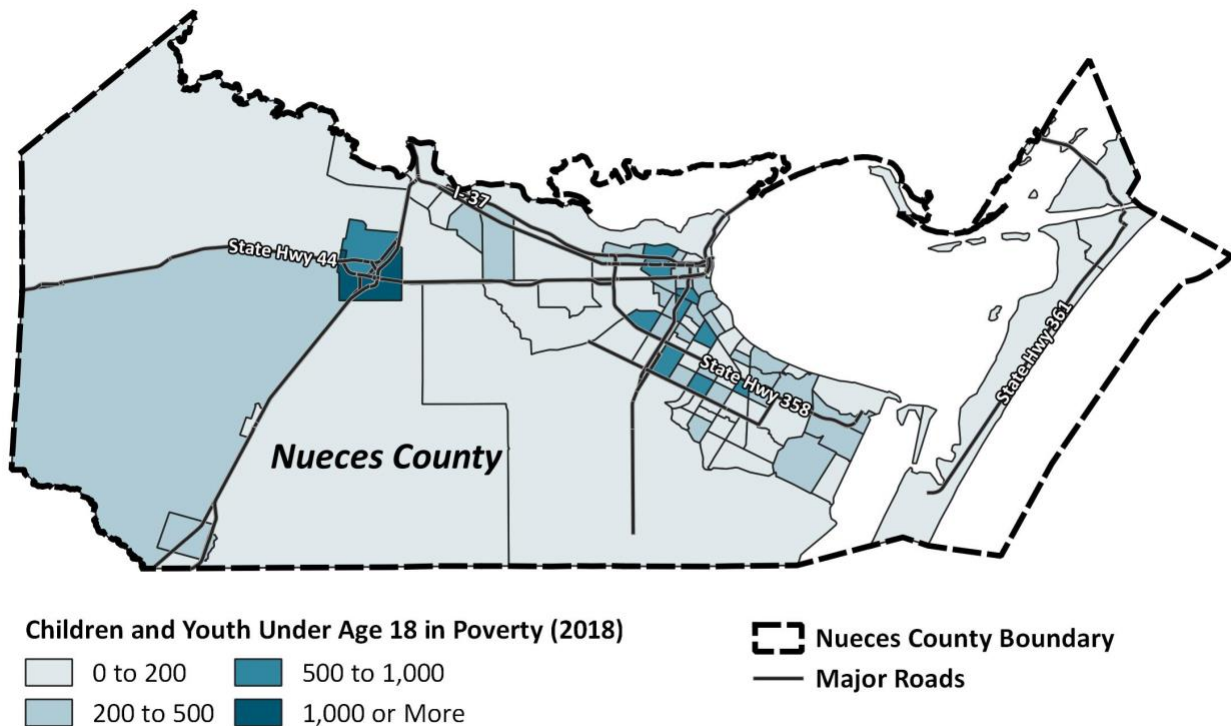 I-37
State Hwy 44
State Hwy 361
State Hwy 358
Nueces County
Children and Youth Under Age 18 in Poverty (2018)
0 to 200
500 to 1,000
200 to 500
1,000 or More
Nueces County Boundary
Major Roads